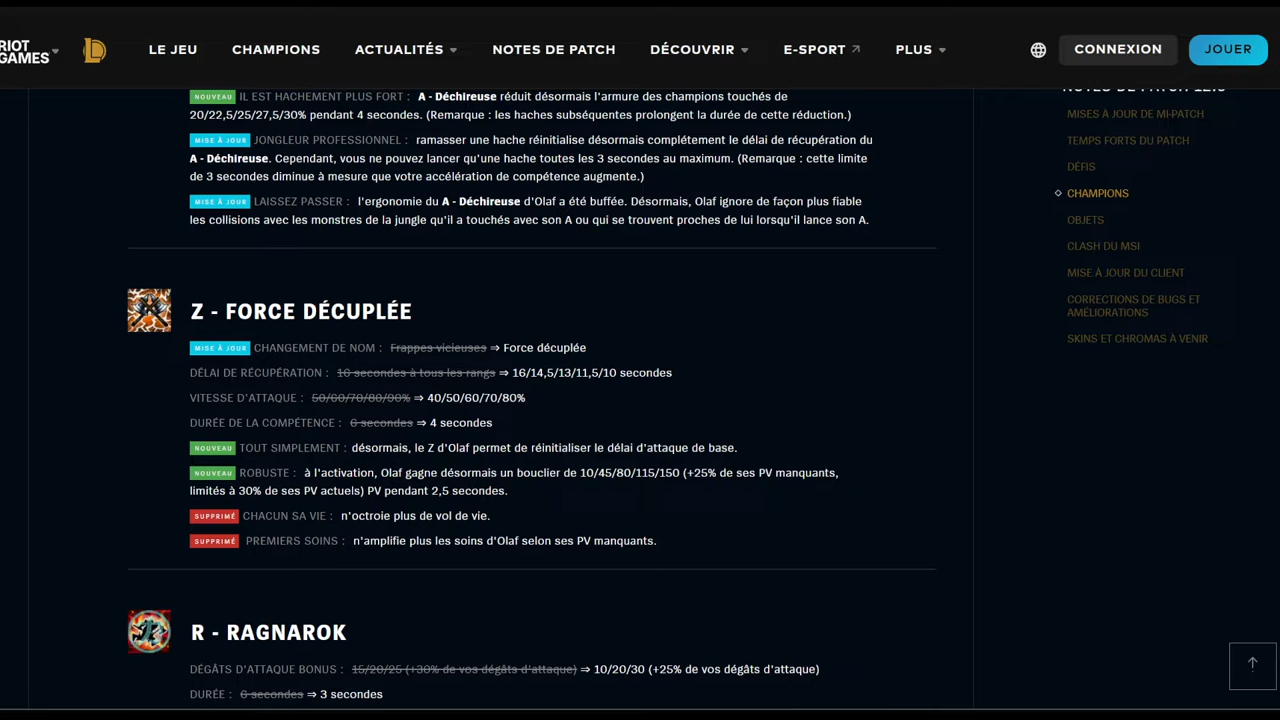 RIOT GAMES
LE JEU
CHAMPIONS
ACTUALITÉS
NOTES DE PATCH
DÉCOUVRIR
E-SPORT
PLUS
CONNEXION
JOUER
NOUVEAU IL EST HACHEMENT PLUS FORT : A - Déchireuse réduit désormais l'armure des champions touchés de
20/22,5/25/27,5/30% pendant 4 secondes. (Remarque : les haches subséquentes prolongent la durée de cette réduction.)
MISE À JOUR JONGLEUR PROFESSIONNEL : ramasser une hache réinitialise désormais complétement le délai de récupération du
A - Déchireuse. Cependant, vous ne pouvez lancer qu'une hache toutes les 3 secondes au maximum. (Remarque : cette limite
de 3 secondes diminue à mesure que votre accélération de compétence augmente.)
MISE À JOUR LAISSEZ PASSER : l'ergonomie du A - Déchireuse d'Olaf a été buffée. Désormais, Olaf ignore de façon plus fiable
les collisions avec les monstres de la jungle qu'il a touchés avec son A ou qui se trouvent proches de lui lorsqu'il lance son A.
Z - FORCE DÉCUPLÉE
MISE À JOUR CHANGEMENT DE NOM : Frappes vicieuses ⇒ Force décuplée
DÉLAI DE RÉCUPÉRATION : 16 secondes à tous les rangs ⇒ 16/14,5/13/11,5/10 secondes
VITESSE D'ATTAQUE : 50/60/70/80/90% ⇒ 40/50/60/70/80%
DURÉE DE LA COMPÉTENCE : 6 secondes ⇒ 4 secondes
NOUVEAU TOUT SIMPLEMENT : désormais, le Z d'Olaf permet de réinitialiser le délai d'attaque de base.
NOUVEAU ROBUSTE : à l'activation, Olaf gagne désormais un bouclier de 10/45/80/115/150 (+25% de ses PV manquants,
limités à 30% de ses PV actuels) PV pendant 2,5 secondes.
SUPPRIMÉ CHACUN SA VIE : n'octroie plus de vol de vie.
SUPPRIMÉ PREMIERS SOINS : n'amplifie plus les soins d'Olaf selon ses PV manquants.
R - RAGNAROK
DÉGÂTS D'ATTAQUE BONUS : 15/20/25 (+30% de vos dégâts d'attaque) ⇒ 10/20/30 (+25% de vos dégâts d'attaque)
DURÉE : 6 secondes ⇒ 3 secondes
NOTES DE PATCH
MISES À JOUR DE MI-PATCH
TEMPS FORTS DU PATCH
DÉFIS
CHAMPIONS
OBJETS
CLASH DU MSI
MISE À JOUR DU CLIENT
CORRECTIONS DE BUGS ET
AMÉLIORATIONS
SKINS ET CHROMAS À VENIR